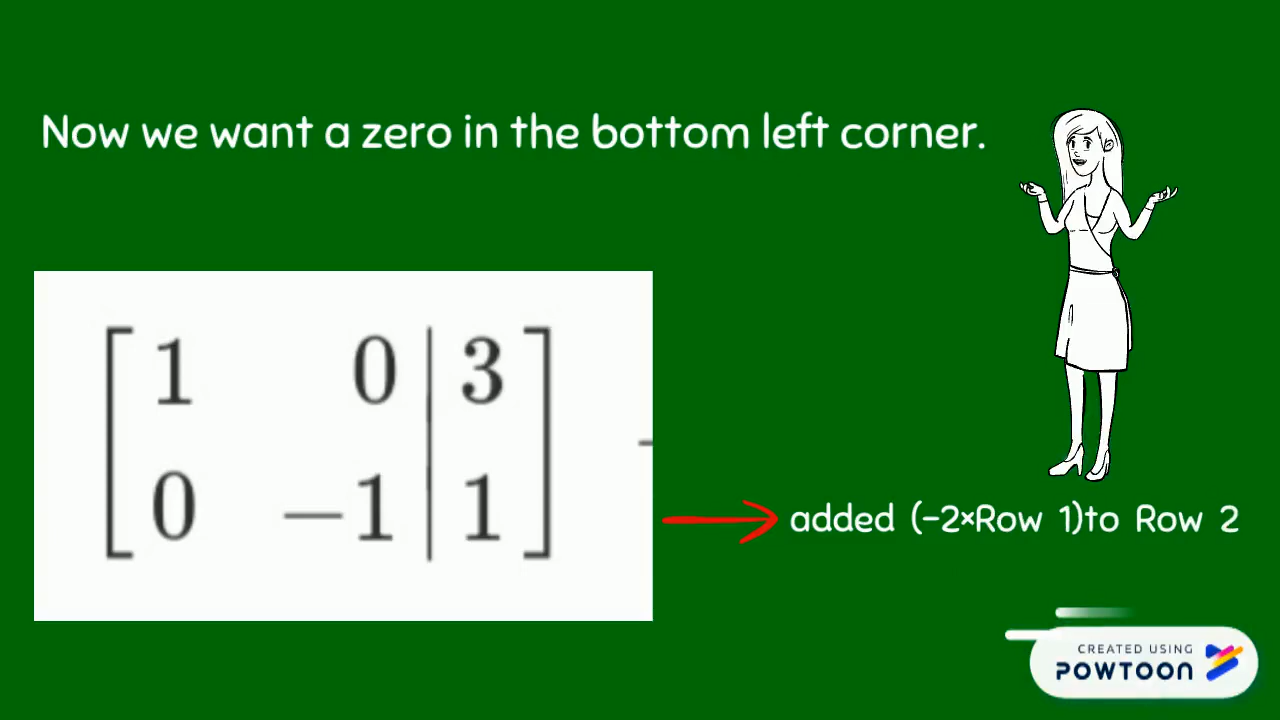 Now we want a zero in the bottom left corner.
1 0 3
0 −1 1
added (-2×Row 1)to Row 2
CREATED USING
POWTOON